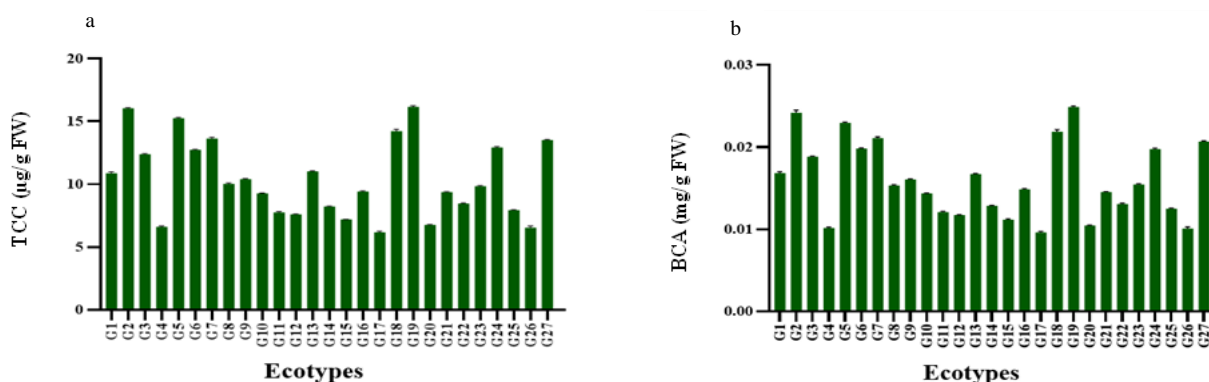 a
20
15
10
5
0
TCC (µg/g FW)
G1 G2 G3 G4 G5 G6 G7 G8 G9 G10 G11 G12 G13 G14 G15 G16 G17 G18 G19 G20 G21 G22 G23 G24 G25 G26 G27
Ecotypes
b
0.03
0.02
0.01
0.00
BCA (mg/g FW)
G1 G2 G3 G4 G5 G6 G7 G8 G9 G10 G11 G12 G13 G14 G15 G16 G17 G18 G19 G20 G21 G22 G23 G24 G25 G26 G27
Ecotypes